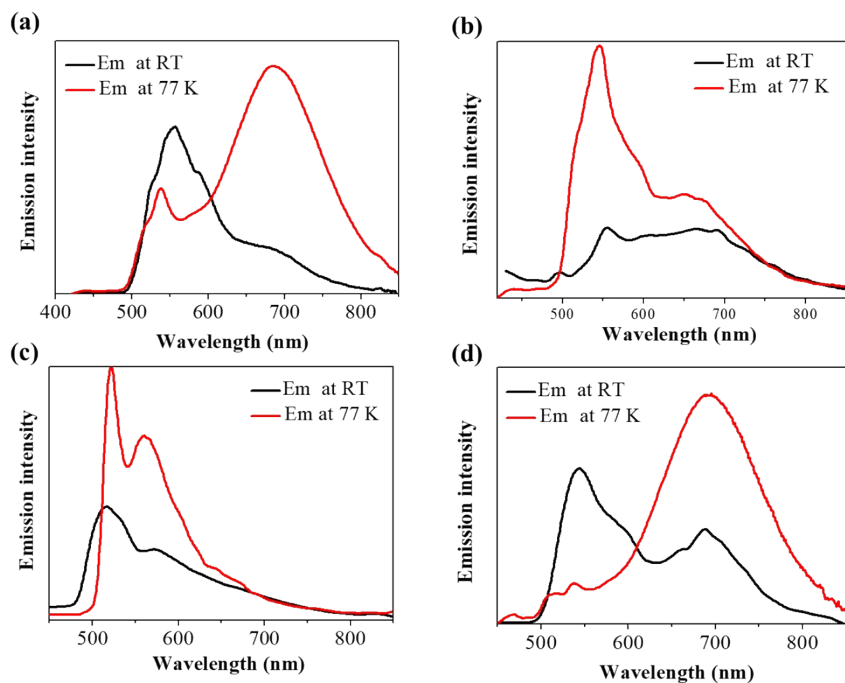 (a)
Em at RT
Em at 77 K
Emission intensity
400 500 600 700 800
Wavelength (nm)
(b)
Em at RT
Em at 77 K
Emission intensity
500 600 700 800
Wavelength (nm)
(c)
Em at RT
Em at 77 K
Emission intensity
500 600 700 800
Wavelength (nm)
(d)
Em at RT
Em at 77 K
Emission intensity
400 500 600 700 800
Wavelength (nm)